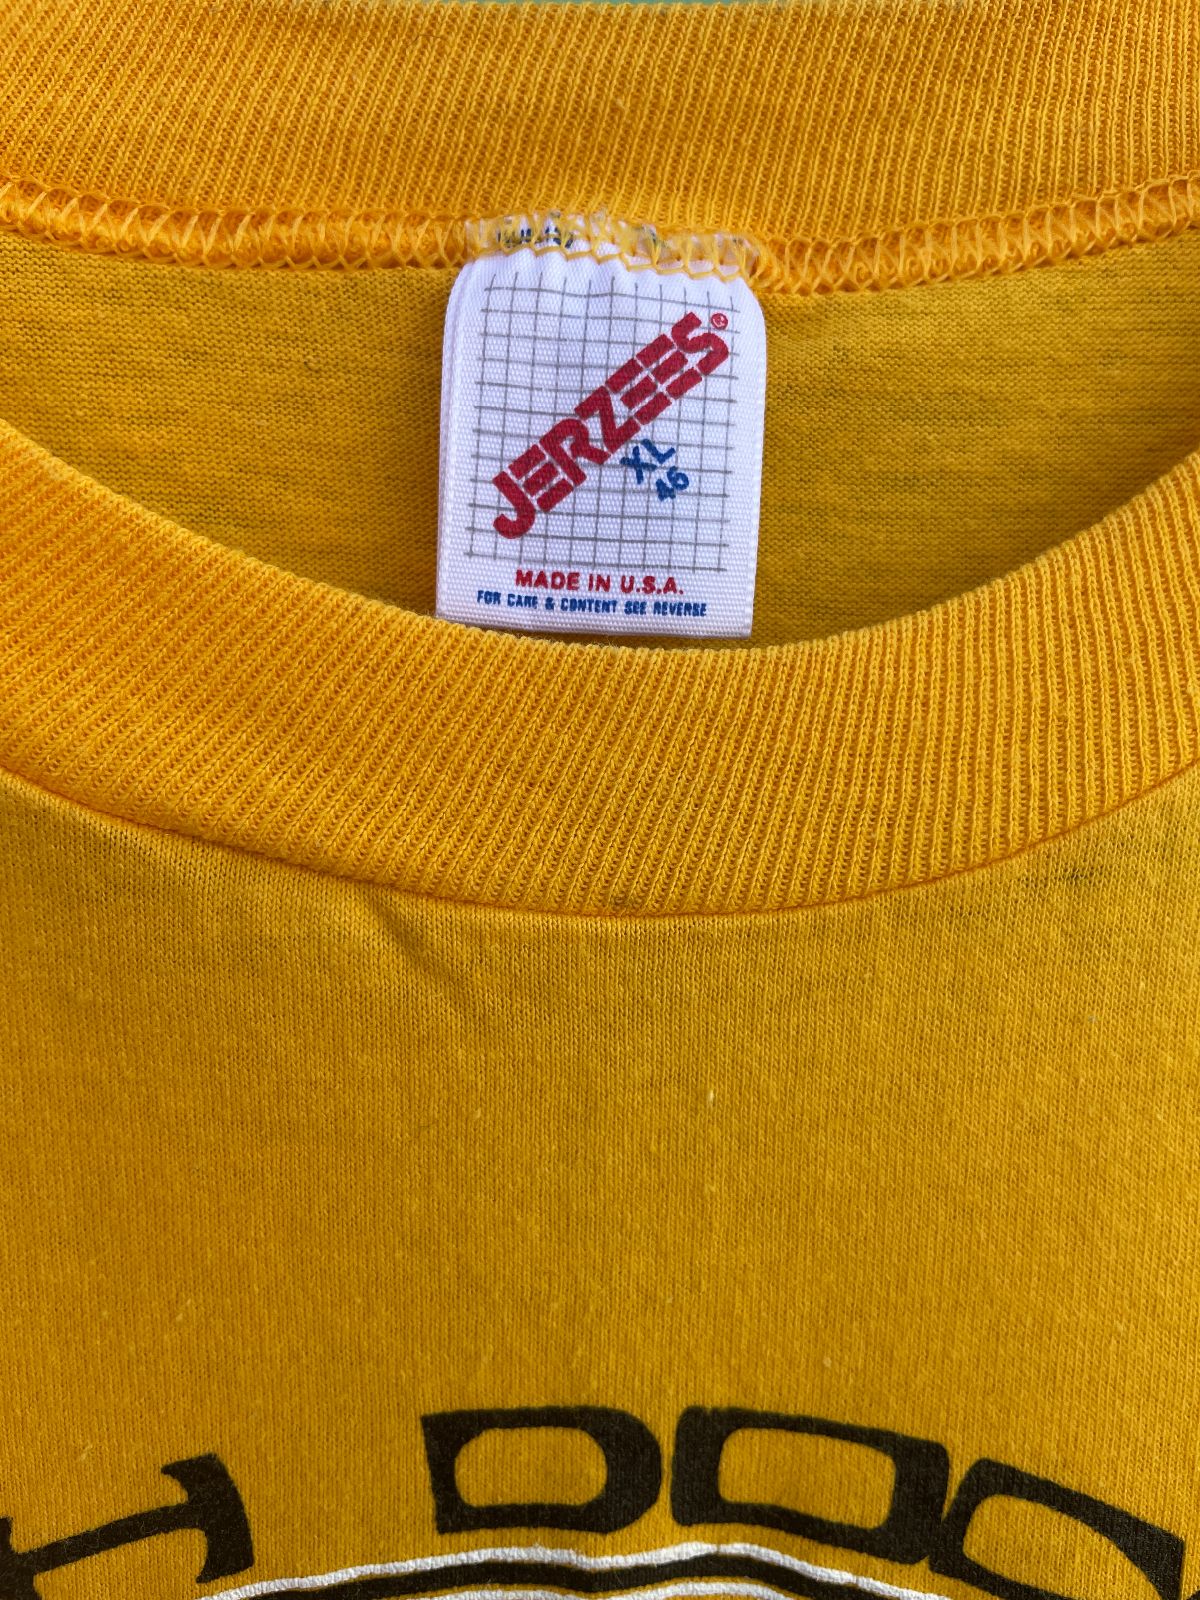 JERZEES®
XL
46
MADE IN U.S.A.
FOR CARE & CONTENT SEE REVERSE